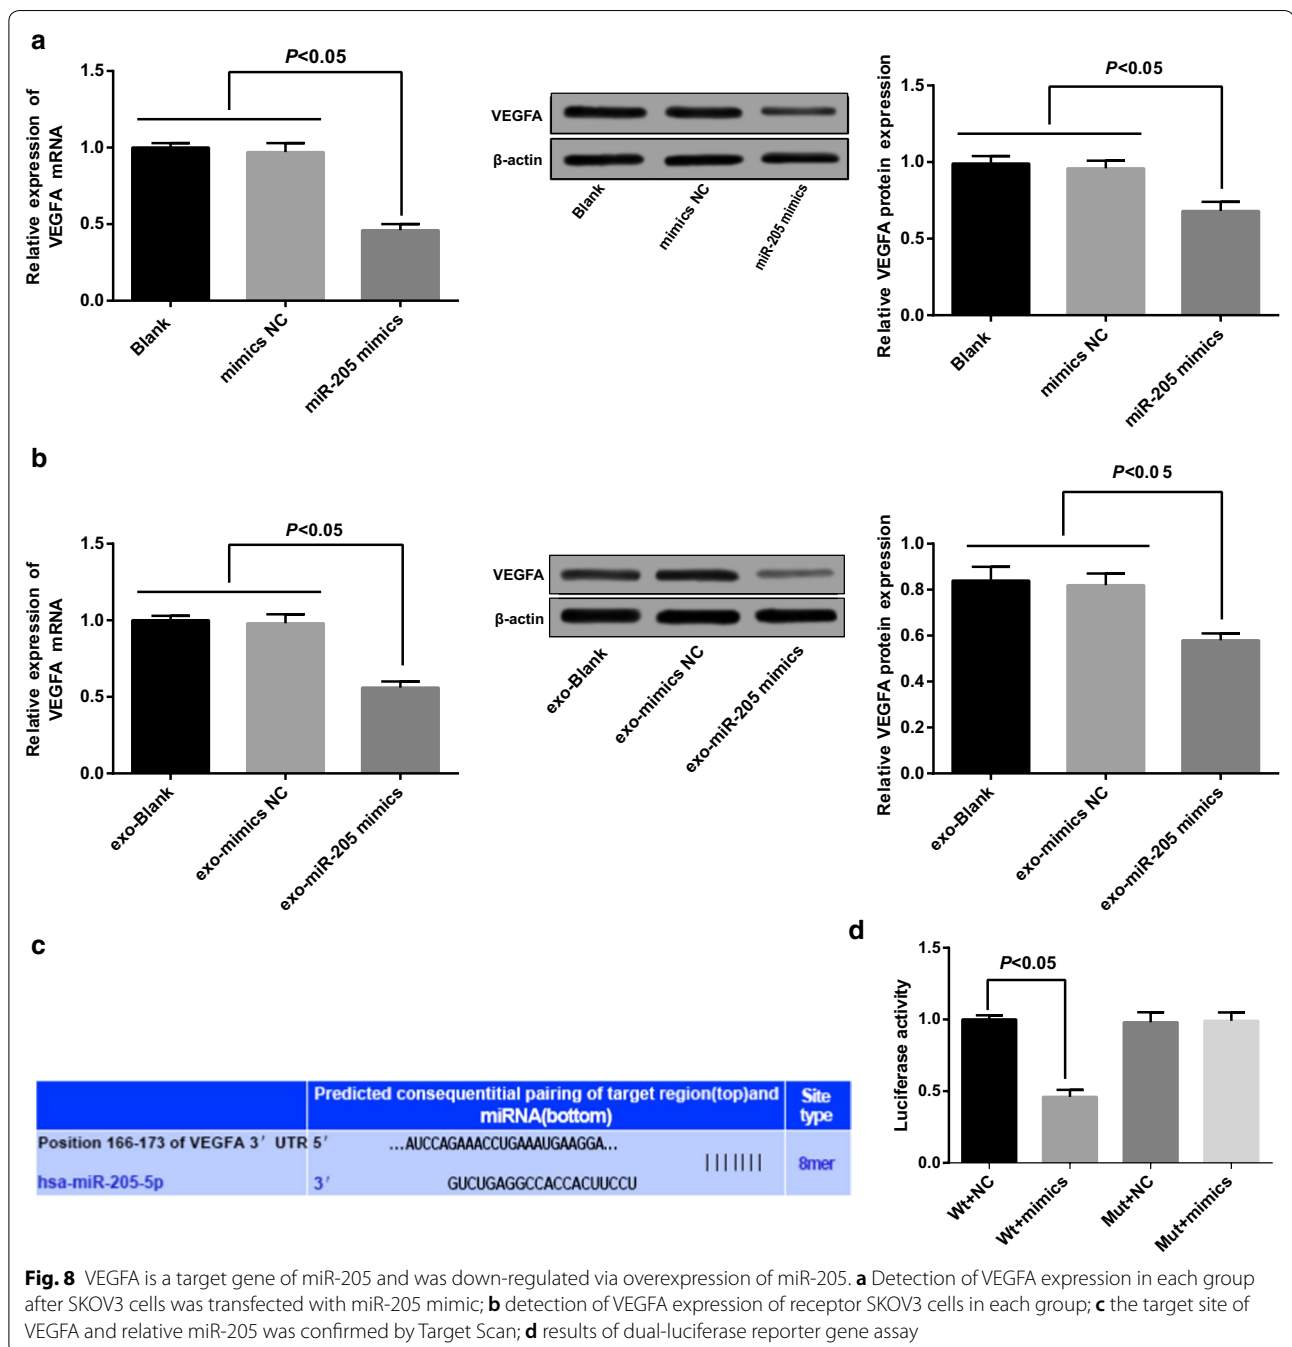 a
P<0.05
1.5
1.0
0.5
0.0
Relative expression of
VEGFA mRNA
Blank
mimics NC
miR-205 mimics
VEGFA
β-actin
Blank
mimics NC
miR-205 mimics
P<0.05
1.5
1.0
0.5
0.0
Relative VEGFA protein expression
Blank
mimics NC
miR-205 mimics
b
P<0.05
1.5
1.0
0.5
0.0
Relative expression of
VEGFA mRNA
exo-Blank
exo-mimics NC
exo-miR-205 mimics
VEGFA
β-actin
exo-Blank
exo-mimics NC
exo-miR-205 mimics
P<0.05
1.0
0.8
0.6
0.4
0.2
0.0
Relative VEGFA protein expression
exo-Blank
exo-mimics NC
exo-miR-205 mimics
c
Predicted consequentitial pairing of target region(top)and
miRNA(bottom)
Site
type
Position 166-173 of VEGFA 3′ UTR 5′ ...AUCCAGAAACCUGAAAUGAAGGA...
|||||||
8mer
hsa-miR-205-5p 3′ GUCUGAGGCCACCACUUCCU
d
P<0.05
1.5
1.0
0.5
0.0
Luciferase activity
Wt+NC
Wt+mimics
Mut+NC
Mut+mimics
Fig. 8 VEGFA is a target gene of miR-205 and was down-regulated via overexpression of miR-205. a Detection of VEGFA expression in each group
after SKOV3 cells was transfected with miR-205 mimic; b detection of VEGFA expression of receptor SKOV3 cells in each group; c the target site of
VEGFA and relative miR-205 was confirmed by Target Scan; d results of dual-luciferase reporter gene assay